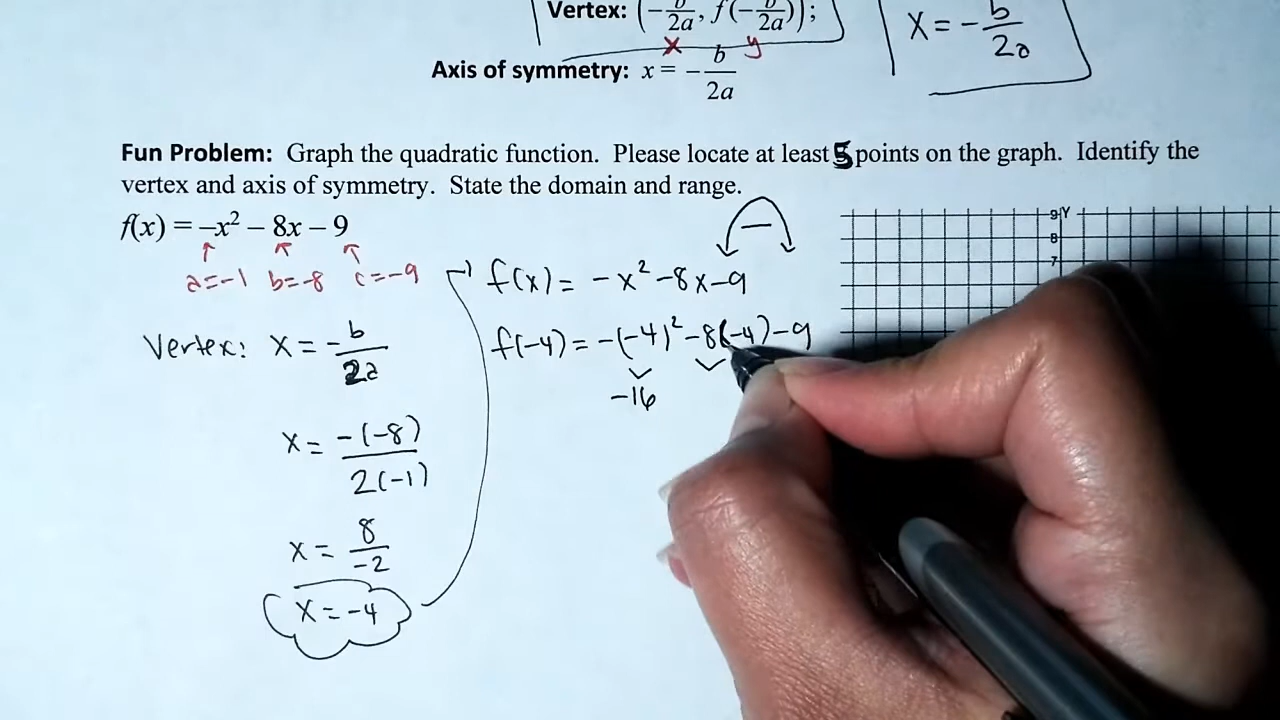 Vertex: (-b/2a, f(-b/2a));
x y
X = -b/2a
Axis of symmetry: x = -b/2a
Fun Problem: Graph the quadratic function. Please locate at least 5 points on the graph. Identify the
vertex and axis of symmetry. State the domain and range.
f(x) = -x² - 8x - 9
a=-1 b=-8 c=-9
Vertex: X = -b/2a
X = -(-8)/2(-1)
X = 8/-2
X = -4
f(x) = -x² -8x-9
f(-4) = -(-4)² -8(-4)-9
-16
-
9 Y
8
7